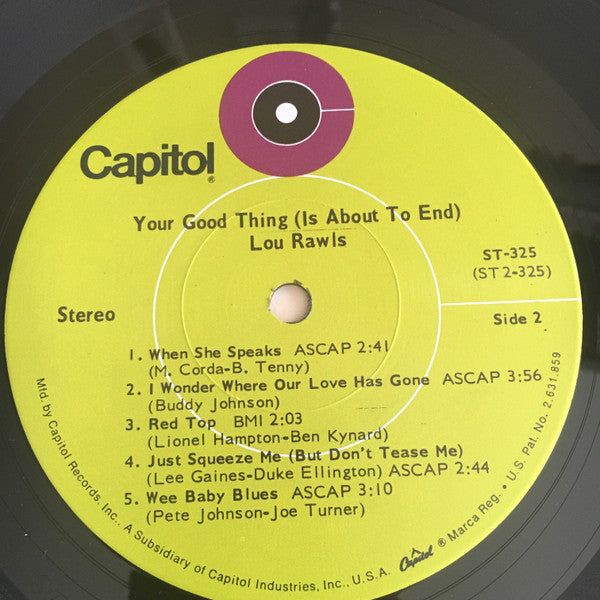 Capitol®
Your Good Thing (Is About To End)
Lou Rawls
ST-325
(ST2-325)
Stereo
Side 2
1. When She Speaks ASCAP 2:41
(M. Corda-B. Tenny)
2. I Wonder Where Our Love Has Gone ASCAP 3:56
(Buddy Johnson)
3. Red Top BMI 2:03
(Lionel Hampton-Ben Kynard)
4. Just Squeeze Me (But Don't Tease Me)
(Lee Gaines-Duke Ellington) ASCAP 2:44
5. Wee Baby Blues ASCAP 3:10
(Pete Johnson-Joe Turner)
Mfd. by Capitol Records, Inc., A Subsidiary of Capitol Industries, Inc., U.S.A. Capitol ® Marca Reg. • U.S. Pat. No. 2,631,859